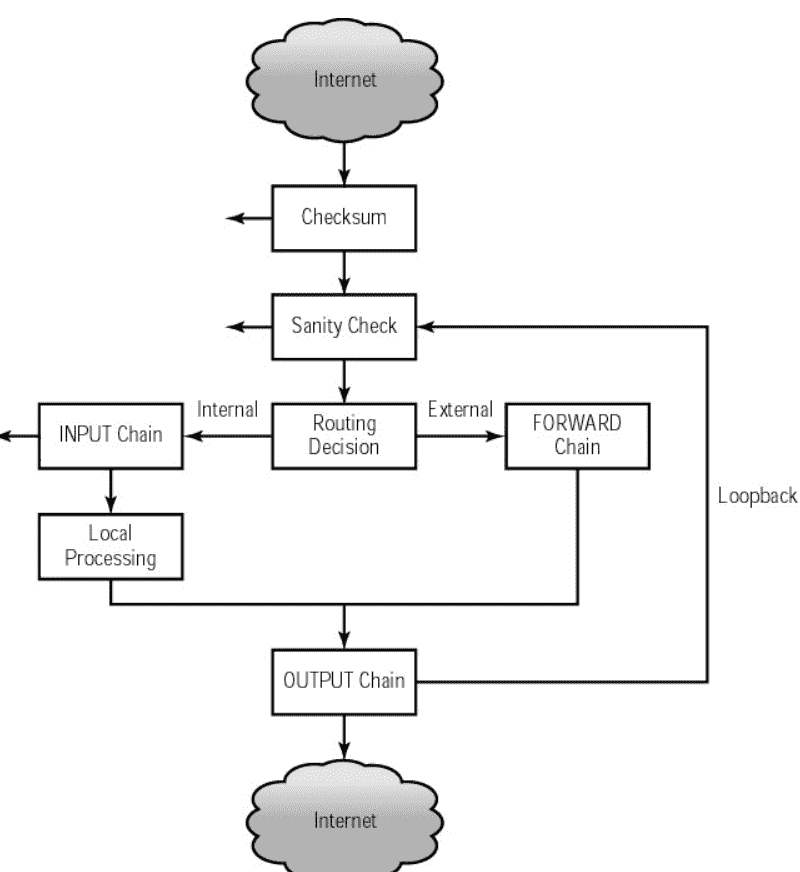 Internet
Checksum
Sanity Check
Internal
External
INPUT Chain
Routing
Decision
FORWARD
Chain
Loopback
Local
Processing
OUTPUT Chain
Internet